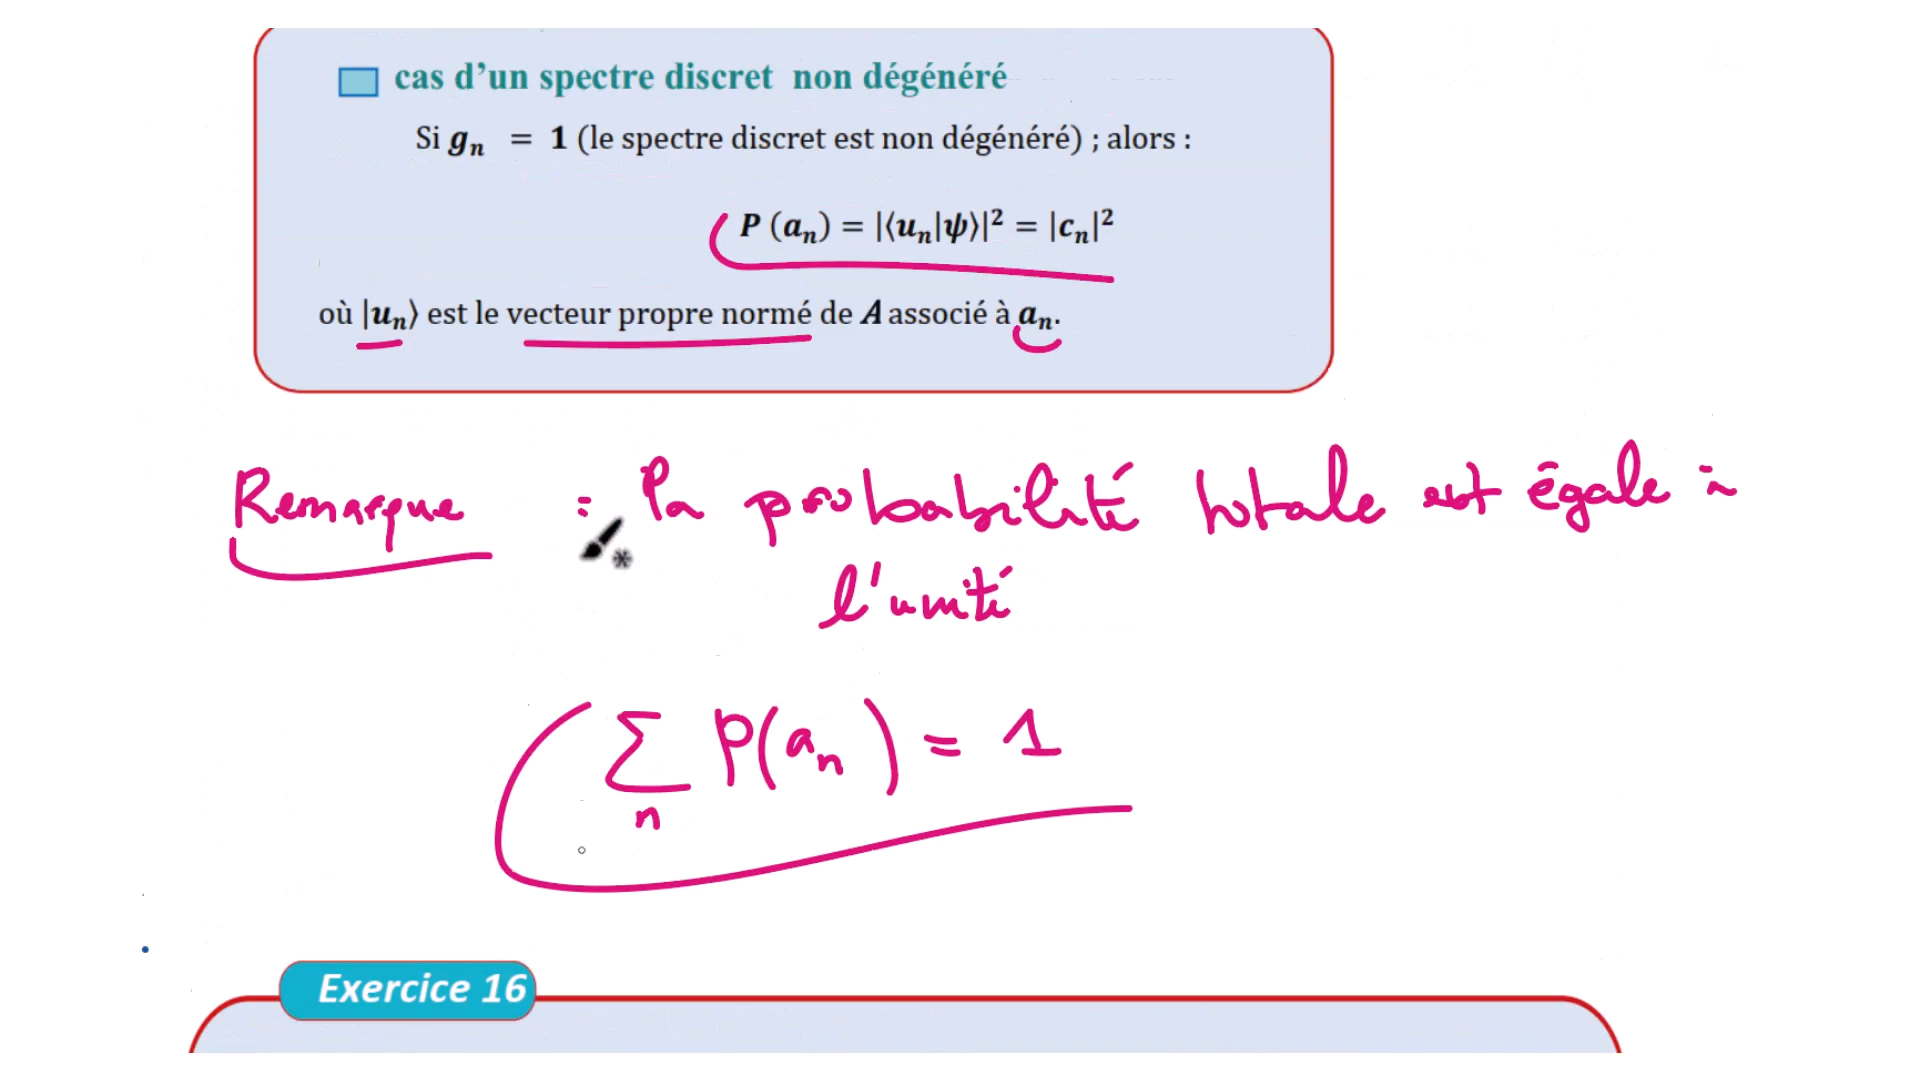 cas d’un spectre discret non dégénéré
Si gₙ = 1 (le spectre discret est non dégénéré) ; alors :
P (aₙ) = |⟨uₙ|ψ⟩|² = |cₙ|²
où |uₙ⟩ est le vecteur propre normé de A associé à aₙ.
Remarque : la probabilité totale est égale à
l'unité
∑ P(aₙ) = 1
n
Exercice 16